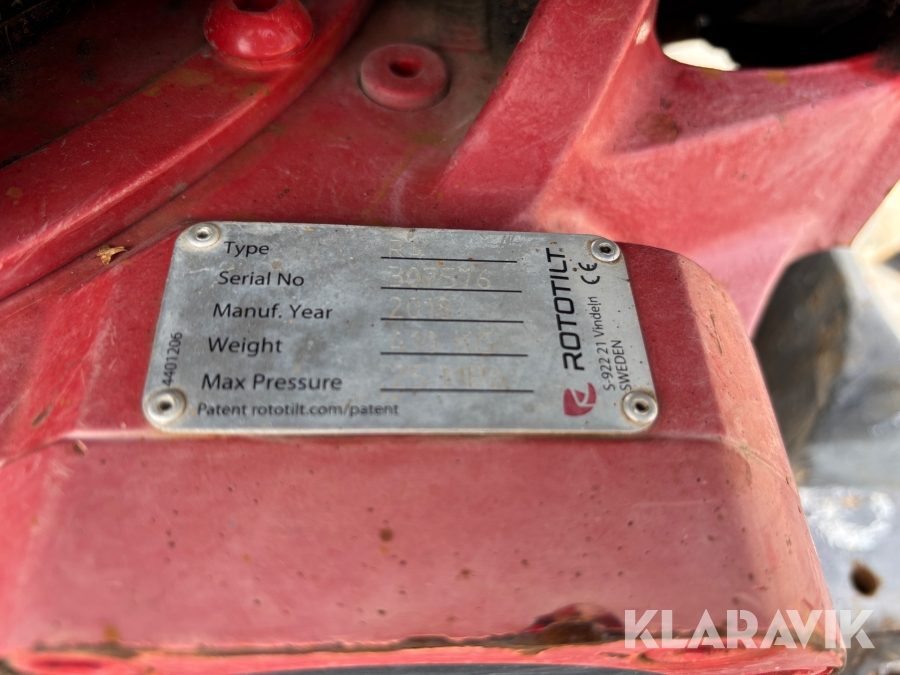 Type
Serial No
Manuf. Year 2018
Weight
Max Pressure
Patent rototilt.com/patent
4401206
ROTOTILT
CE
S-922 21 Vindeln
SWEDEN
KLARAVIK